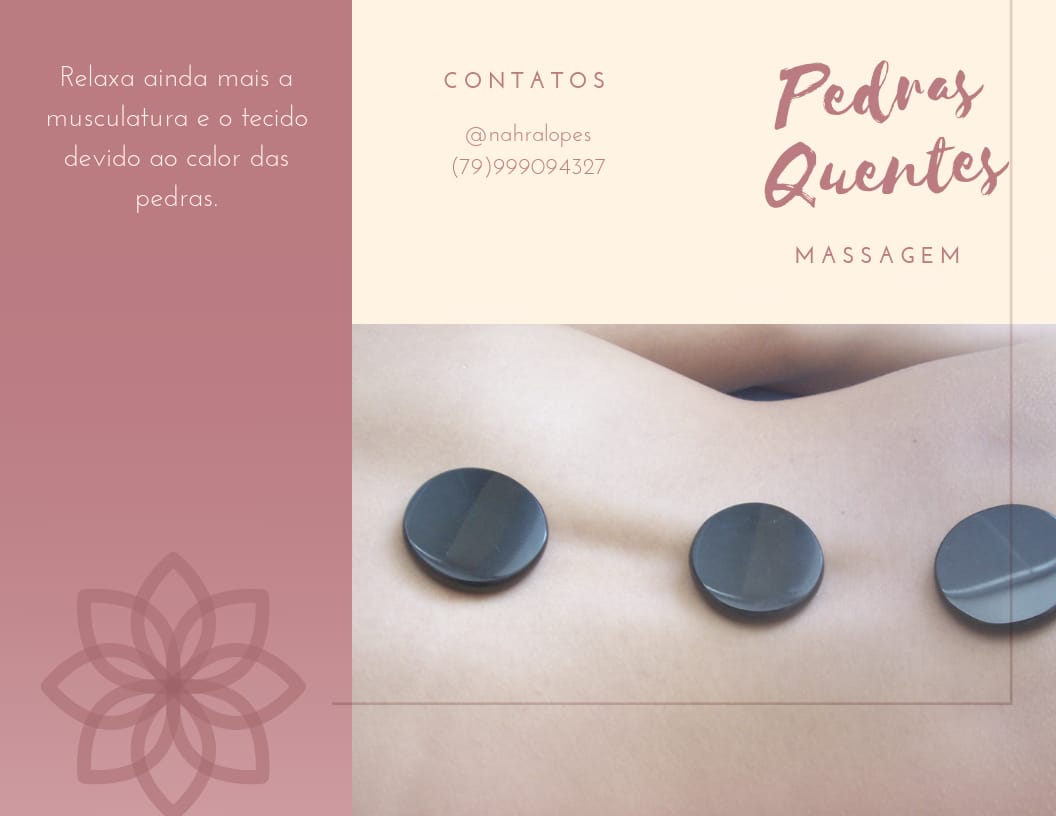 Relaxa ainda mais a
musculatura e o tecido
devido ao calor das
pedras.
CONTATOS
@nahralopes
(79)999094327
Pedras
Quentes
MASSAGEM